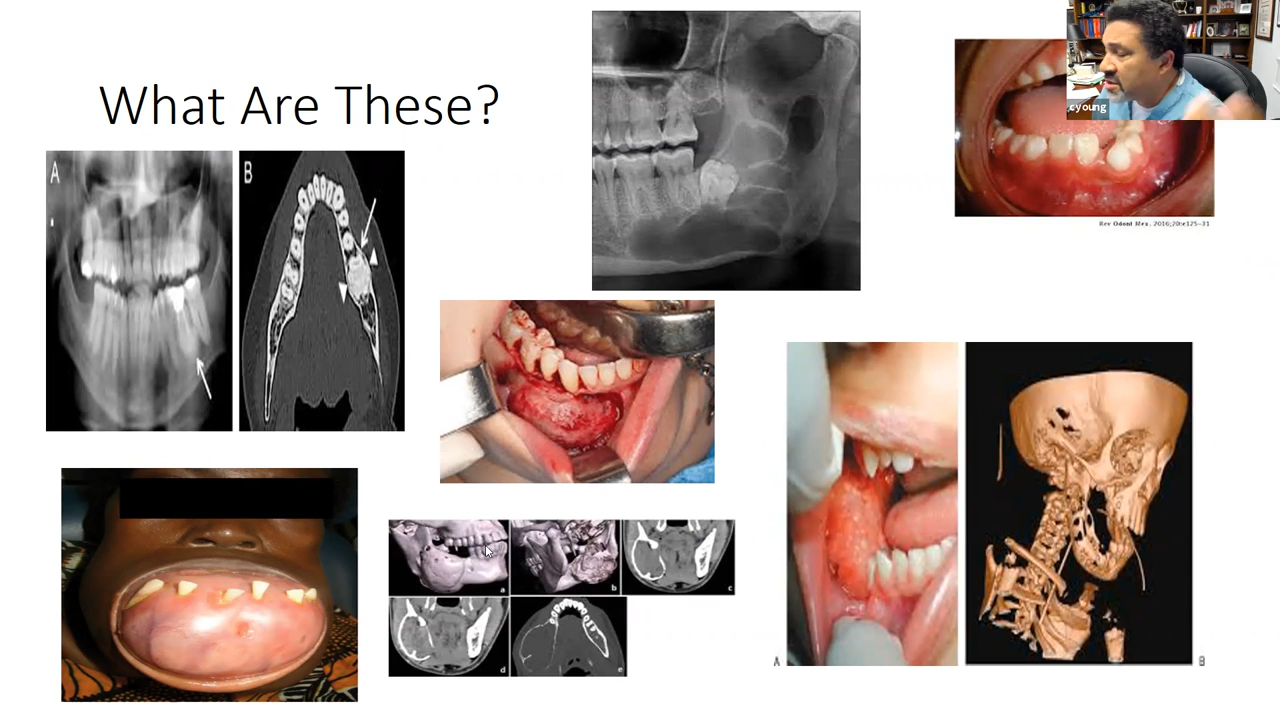 What Are These?
A
B
cyoung
Rev Odont Mex. 2016;20:e125-31
a
b
c
d
e
A
B